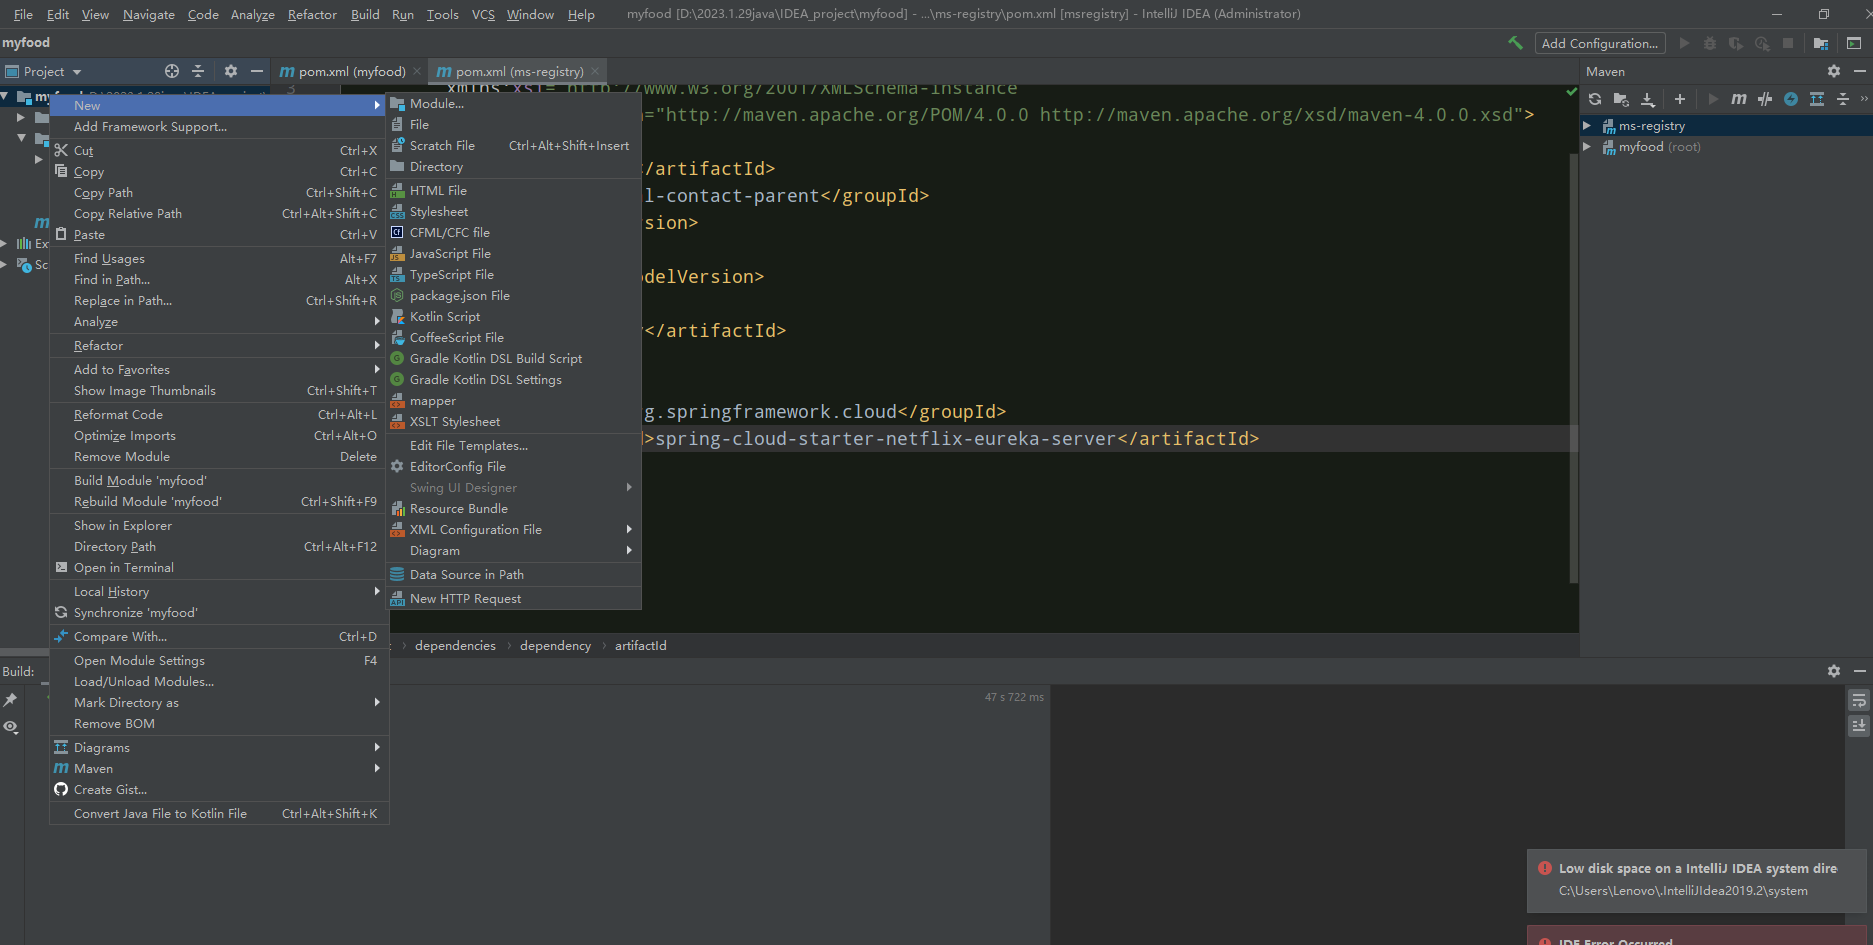 File Edit View Navigate Code Analyze Refactor Build Run Tools VCS Window Help myfood [D:\2023.1.29java\IDEA_project\myfood] - ...\ms-registry\pom.xml [msregistry] - IntelliJ IDEA (Administrator)
myfood
Add Configuration...
Project
pom.xml (myfood)
pom.xml (ms-registry)
Maven
ms-registry
myfood (root)
New
Add Framework Support...
Cut Ctrl+X
Copy Ctrl+C
Copy Path Ctrl+Shift+C
Copy Relative Path Ctrl+Alt+Shift+C
Paste Ctrl+V
Find Usages Alt+F7
Find in Path... Alt+X
Replace in Path... Ctrl+Shift+R
Analyze
Refactor
Add to Favorites
Show Image Thumbnails Ctrl+Shift+T
Reformat Code Ctrl+Alt+L
Optimize Imports Ctrl+Alt+O
Remove Module Delete
Build Module 'myfood'
Rebuild Module 'myfood' Ctrl+Shift+F9
Show in Explorer
Directory Path Ctrl+Alt+F12
Open in Terminal
Local History
Synchronize 'myfood'
Compare With... Ctrl+D
Open Module Settings F4
Load/Unload Modules...
Mark Directory as
Remove BOM
Diagrams
Maven
Create Gist...
Convert Java File to Kotlin File Ctrl+Alt+Shift+K
Module...
File
Scratch File Ctrl+Alt+Shift+Insert
Directory
HTML File
Stylesheet
CFML/CFC file
JavaScript File
TypeScript File
package.json File
Kotlin Script
CoffeeScript File
Gradle Kotlin DSL Build Script
Gradle Kotlin DSL Settings
mapper
XSLT Stylesheet
Edit File Templates...
EditorConfig File
Swing UI Designer
Resource Bundle
XML Configuration File
Diagram
Data Source in Path
New HTTP Request
3
xmlns:xsi="http://www.w3.org/2001/XMLSchema-instance
="http://maven.apache.org/POM/4.0.0 http://maven.apache.org/xsd/maven-4.0.0.xsd">
</artifactId>
l-contact-parent</groupId>
sion>
delVersion>
</artifactId>
g.springframework.cloud</groupId>
>spring-cloud-starter-netflix-eureka-server</artifactId>
dependencies › dependency › artifactId
Ex
Sc
Build:
47 s 722 ms
Low disk space on a IntelliJ IDEA system dire
C:\Users\Lenovo\.IntelliJIdea2019.2\system
IDE Error Occurred